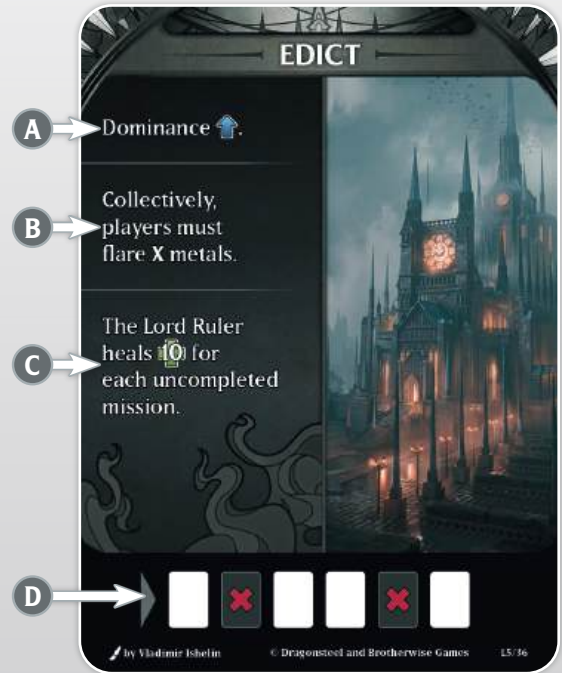 EDICT
A
Dominance .
Collectively,
B
players must
flare X metals.
The Lord Ruler
C
heals 10 for
each uncompleted
mission.
D
by Vladimir Ishelin
© Dragonsteel and Brotherwise Games
L5/36